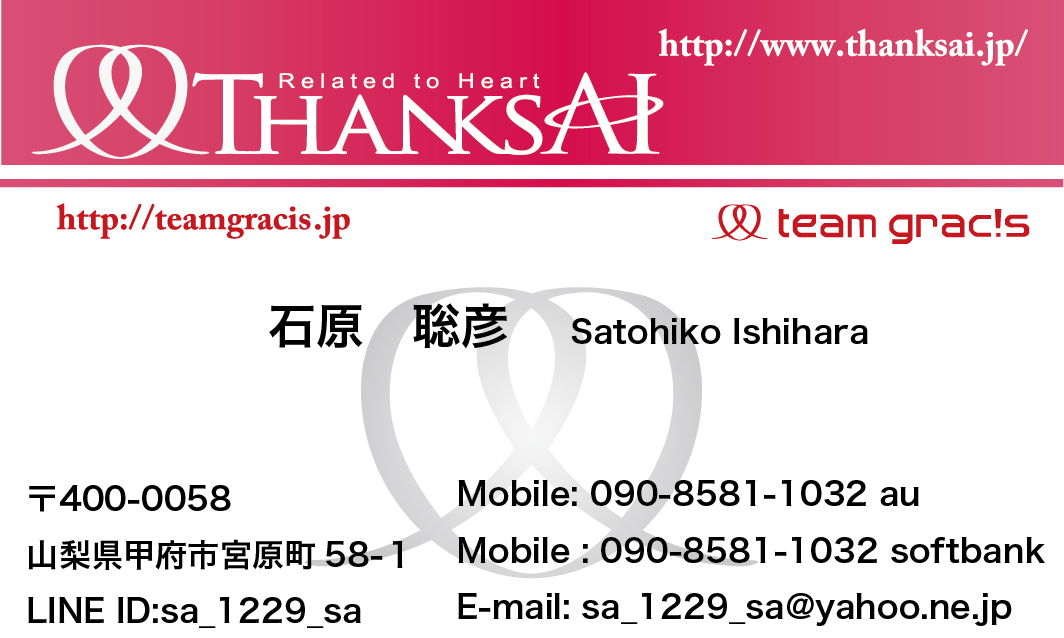 http://www.thanksai.jp/
Related to Heart
THANKSAI
http://teamgracis.jp
team grac!s
石原　聡彦　Satohiko Ishihara
〒400-0058
山梨県甲府市宮原町 58-1
LINE ID:sa_1229_sa
Mobile: 090-8581-1032 au
Mobile : 090-8581-1032 softbank
E-mail: sa_1229_sa@yahoo.ne.jp